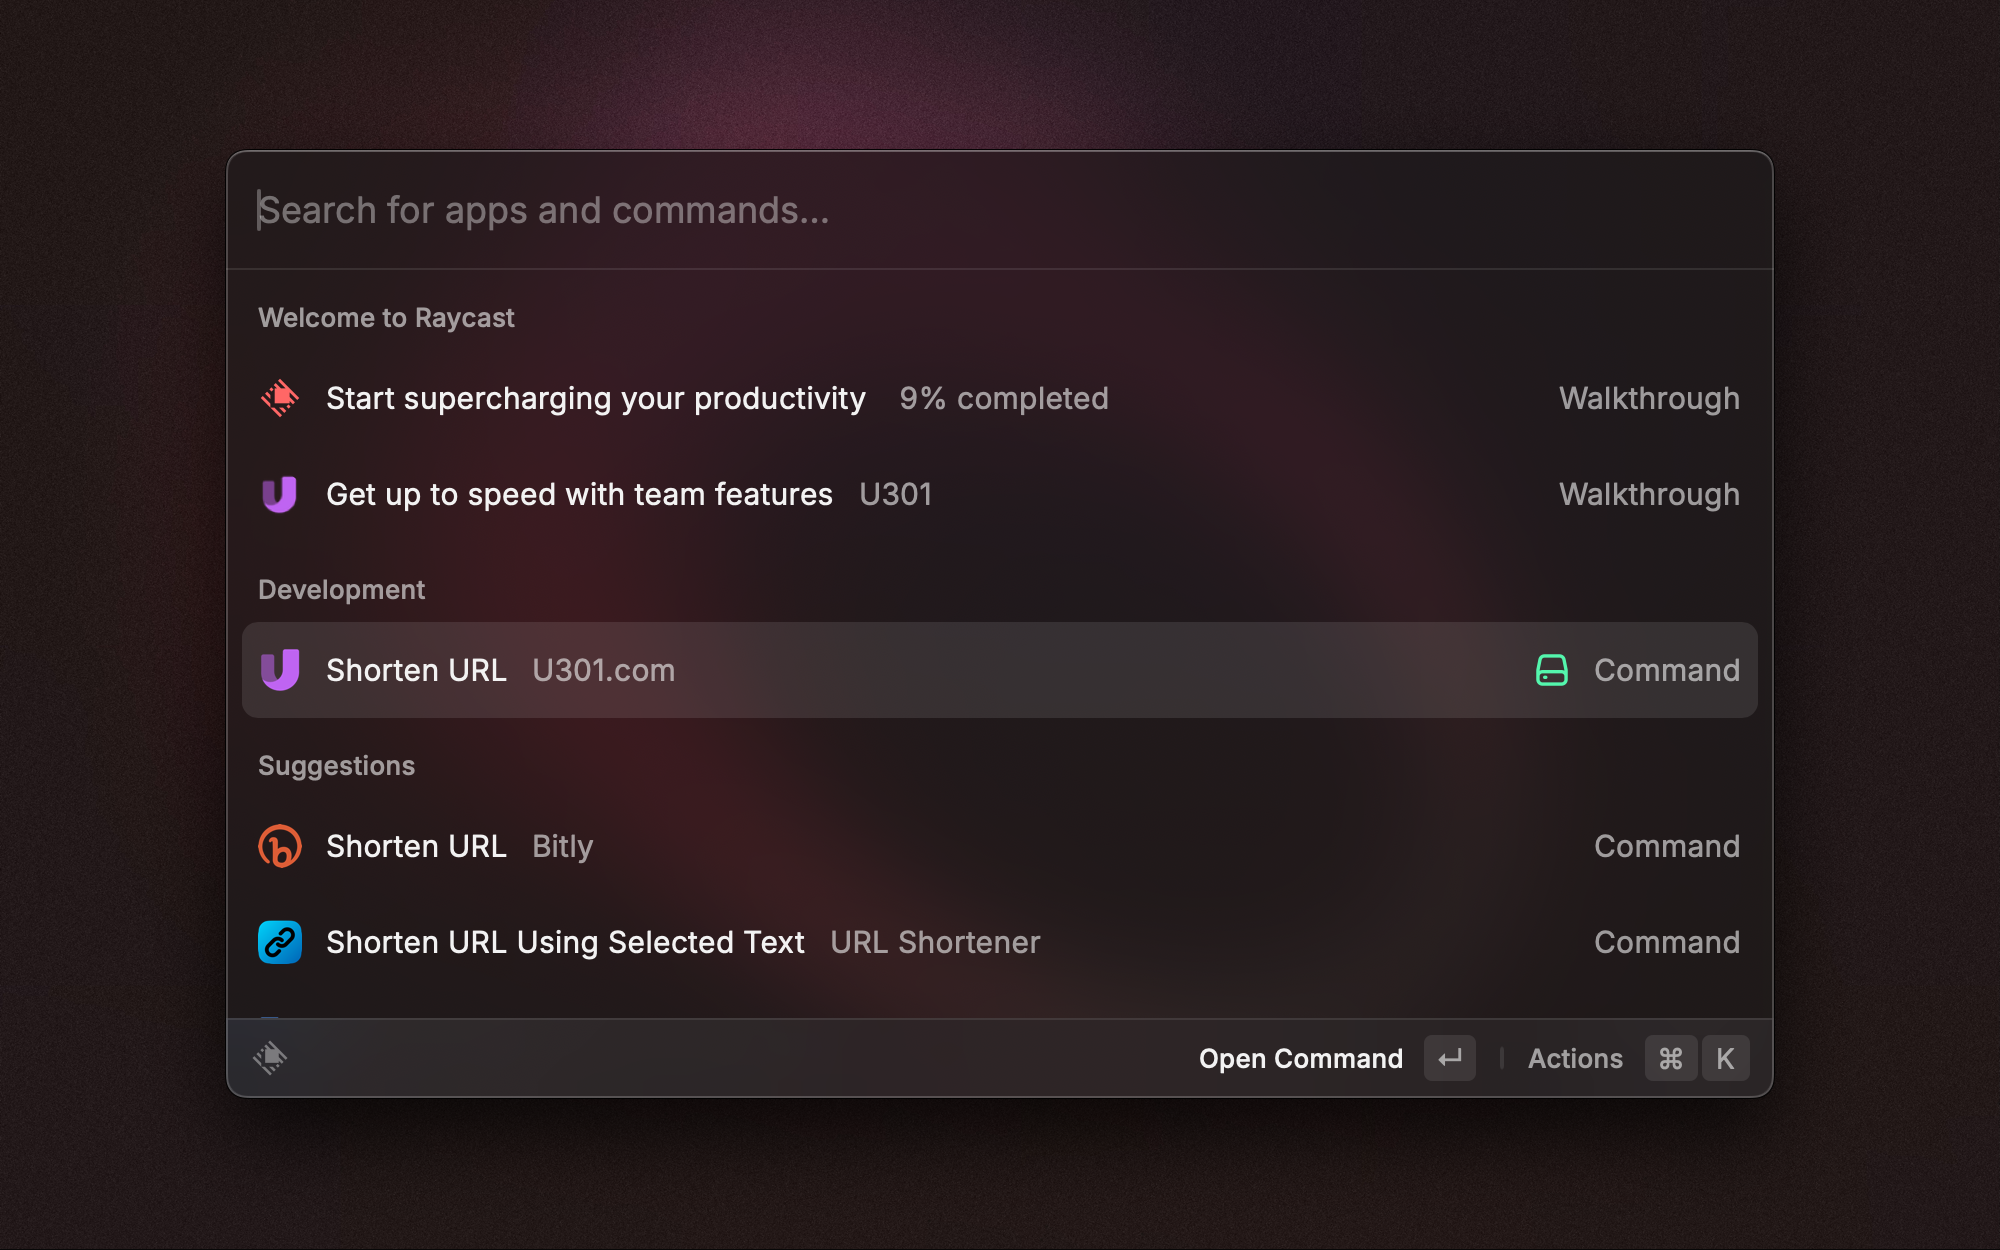 Search for apps and commands...
Welcome to Raycast
Start supercharging your productivity 9% completed Walkthrough
Get up to speed with team features U301 Walkthrough
Development
Shorten URL U301.com Command
Suggestions
Shorten URL Bitly Command
Shorten URL Using Selected Text URL Shortener Command
Open Command ↵ Actions ⌘ K